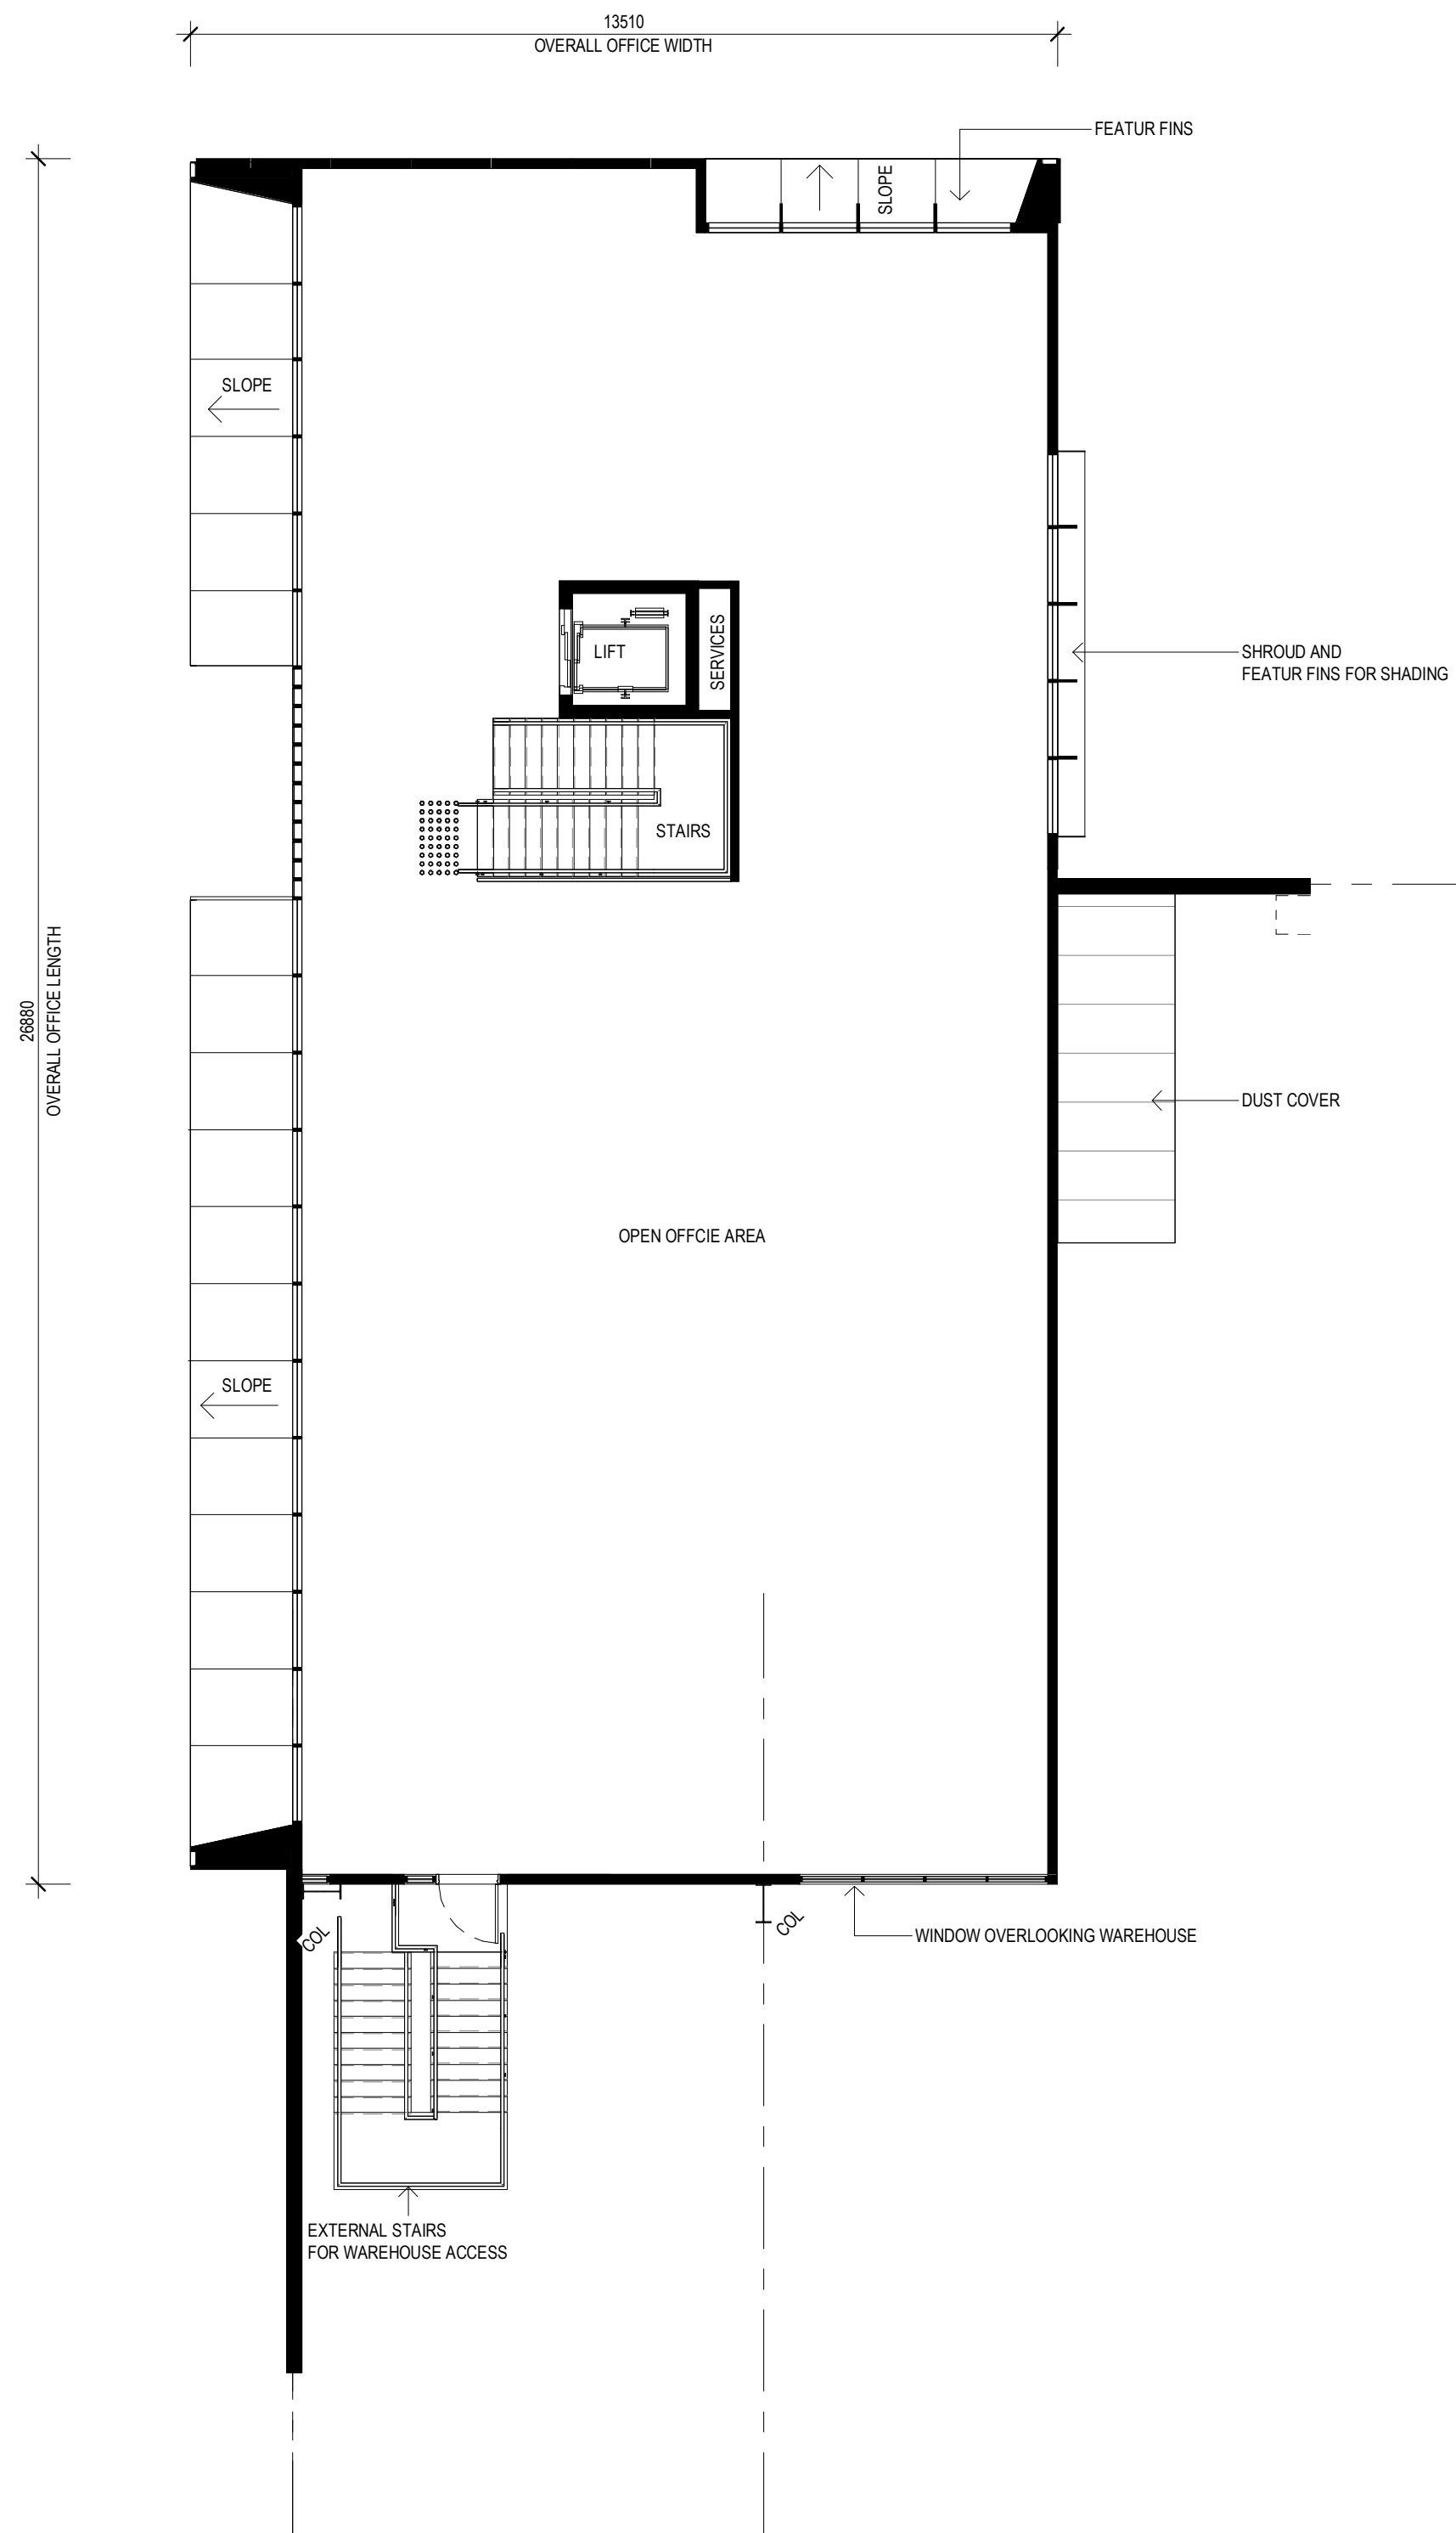 13510
OVERALL OFFICE WIDTH
FEATUR FINS
SLOPE
SLOPE
LIFT
SERVICES
SHROUD AND
FEATUR FINS FOR SHADING
STAIRS
26880
OVERALL OFFICE LENGTH
DUST COVER
OPEN OFFCIE AREA
SLOPE
COL
COL
WINDOW OVERLOOKING WAREHOUSE
EXTERNAL STAIRS
FOR WAREHOUSE ACCESS